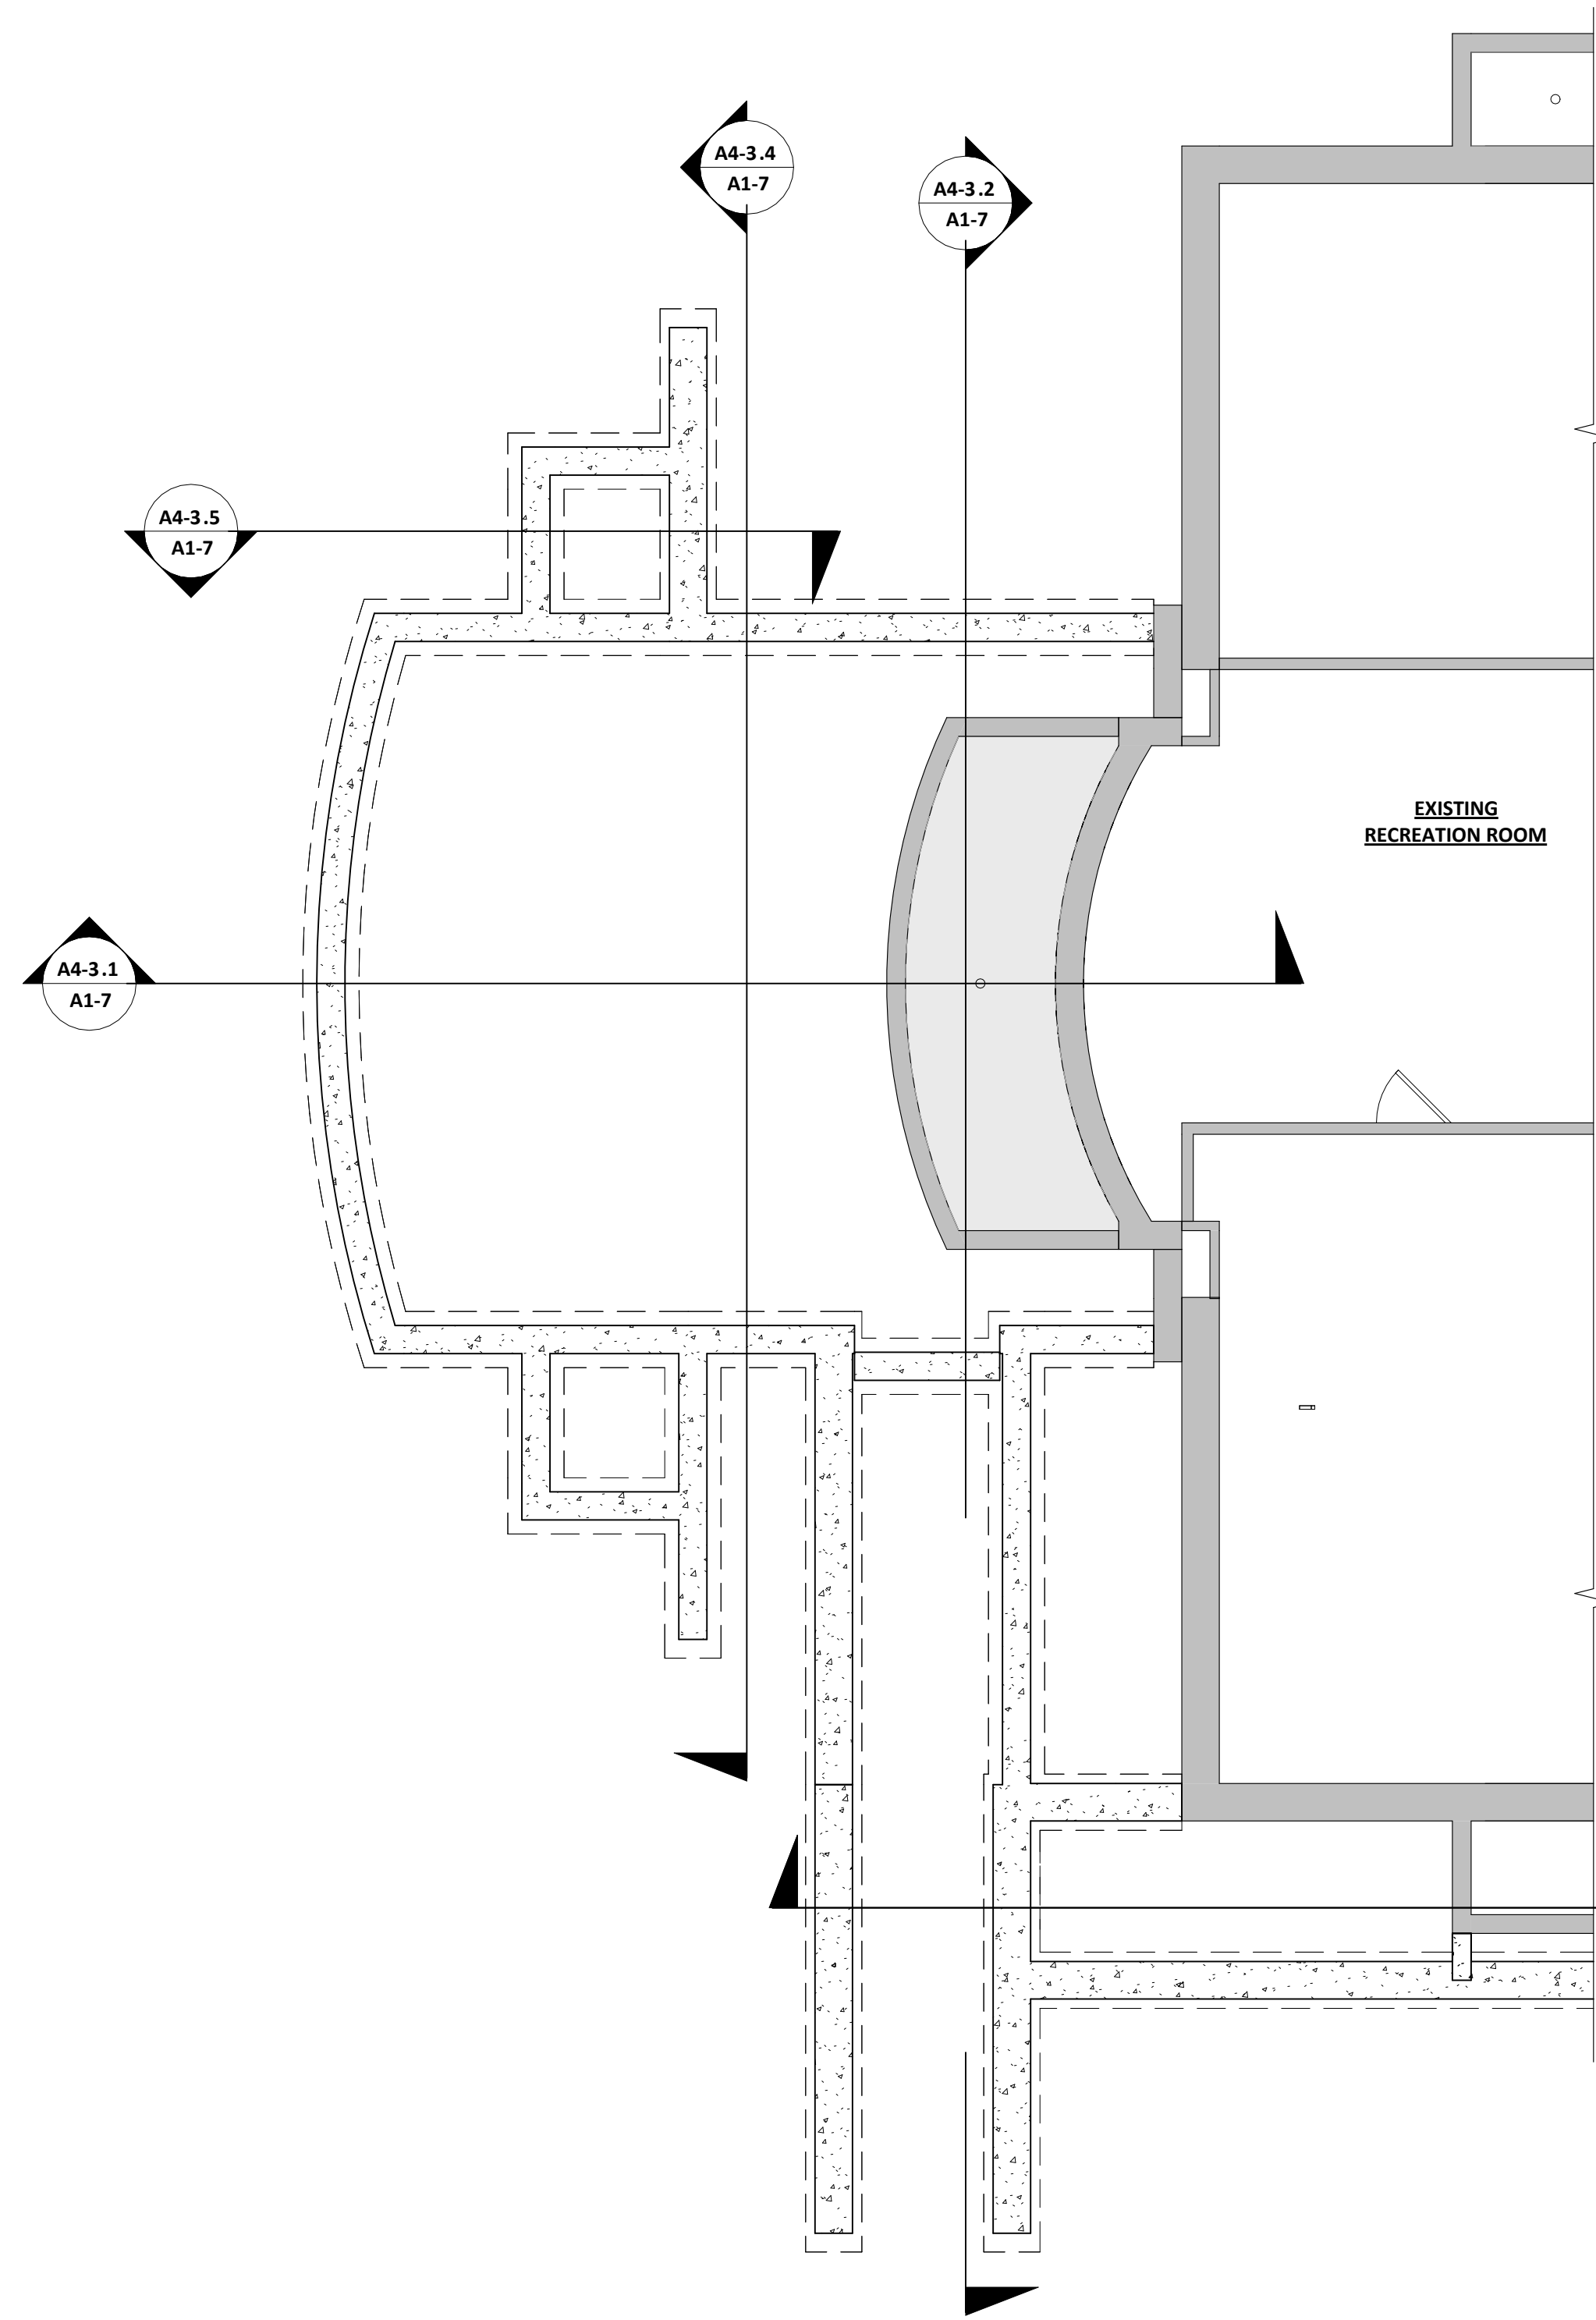 A4-3.4
A1-7
A4-3.2
A1-7
A4-3.5
A1-7
EXISTING
RECREATION ROOM
A4-3.1
A1-7